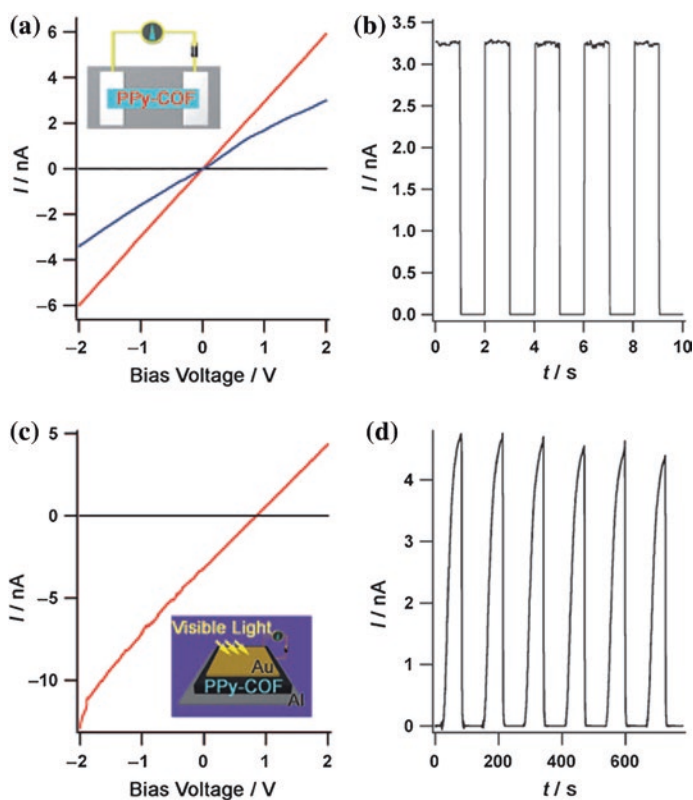 (a)
I / nA
6
4
2
0
−2
−4
−6
PPy-COF
−2 −1 0 1 2
Bias Voltage / V
(b)
I / nA
3.5
3.0
2.5
2.0
1.5
1.0
0.5
0.0
0 2 4 6 8 10
t / s
(c)
I / nA
5
0
−5
−10
Visible Light
Au
PPy-COF
Al
−2 −1 0 1 2
Bias Voltage / V
(d)
I / nA
4
3
2
1
0
0 200 400 600
t / s